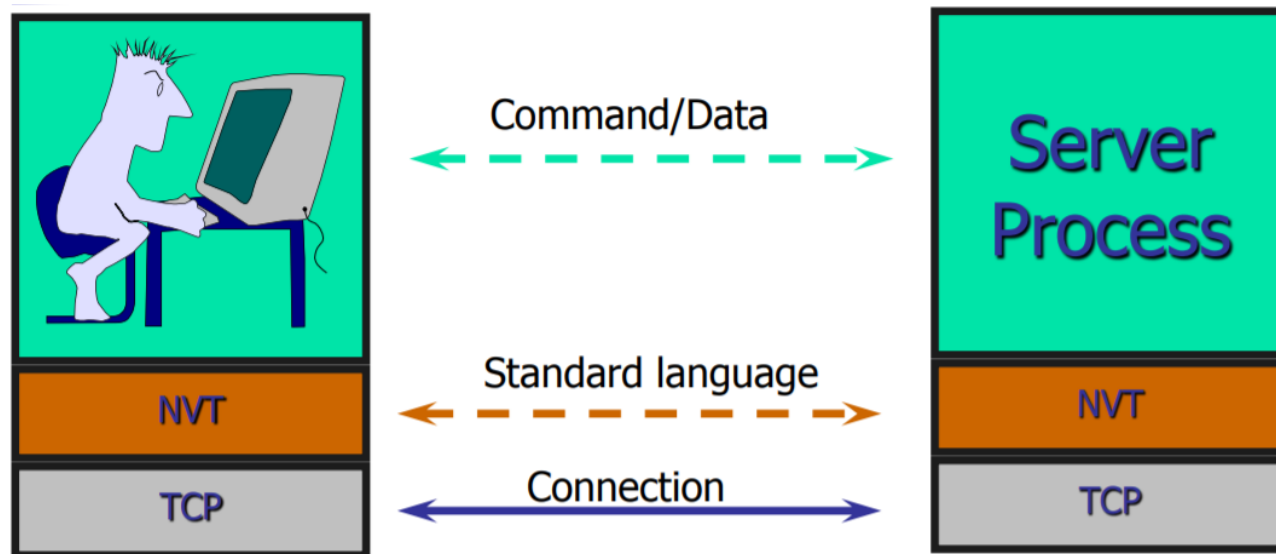 Command/Data
Server
Process
Standard language
NVT
NVT
Connection
TCP
TCP